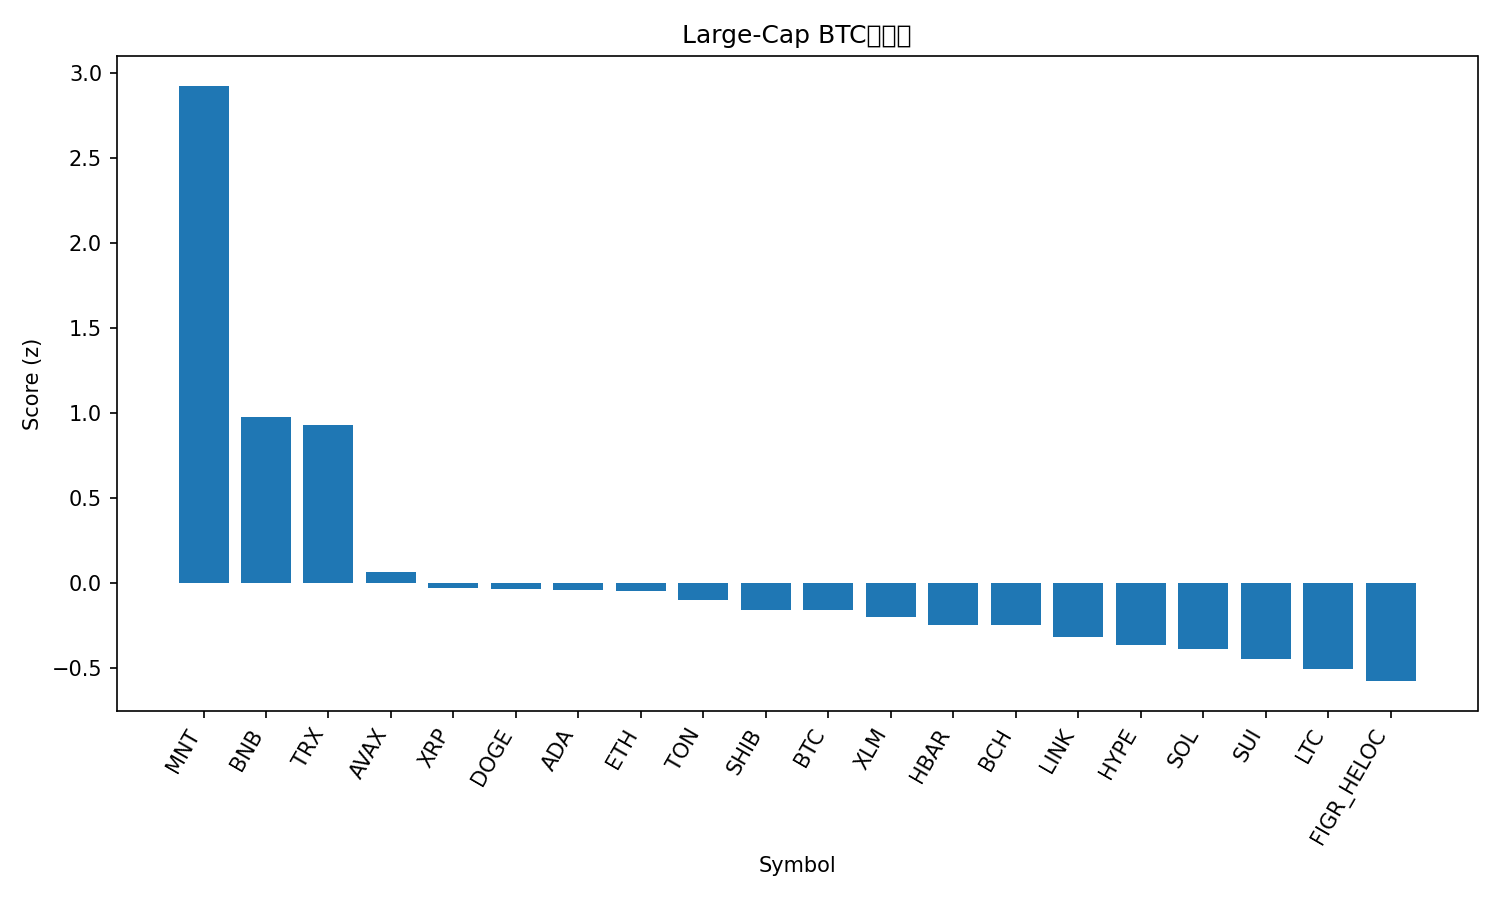 Large-Cap BTC
Score (z)
3.0
2.5
2.0
1.5
1.0
0.5
0.0
−0.5
MNT
BNB
TRX
AVAX
XRP
DOGE
ADA
ETH
TON
SHIB
BTC
XLM
HBAR
BCH
LINK
HYPE
SOL
SUI
LTC
FIGR_HELOC
Symbol